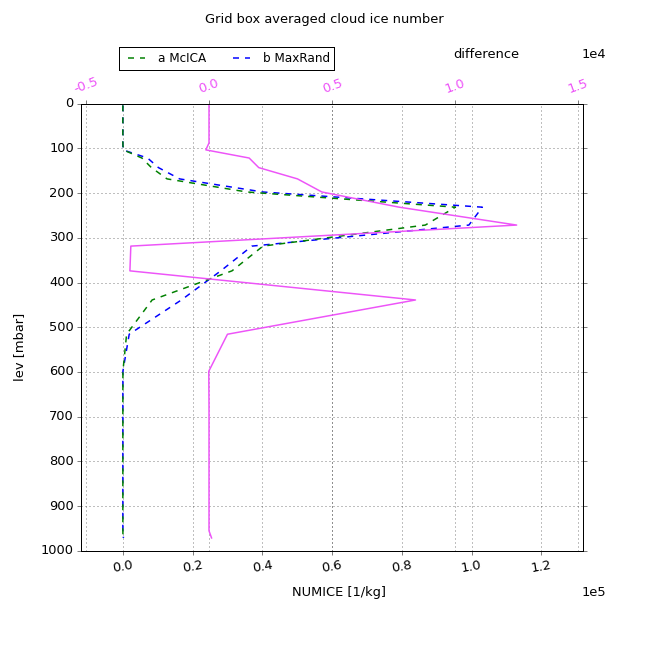 Grid box averaged cloud ice number
a McICA b MaxRand
difference 1e4
-0.5 0.0 0.5 1.0 1.5
0
100
200
300
400
500
600
700
800
900
1000
lev [mbar]
0.0 0.2 0.4 0.6 0.8 1.0 1.2
NUMICE [1/kg] 1e5